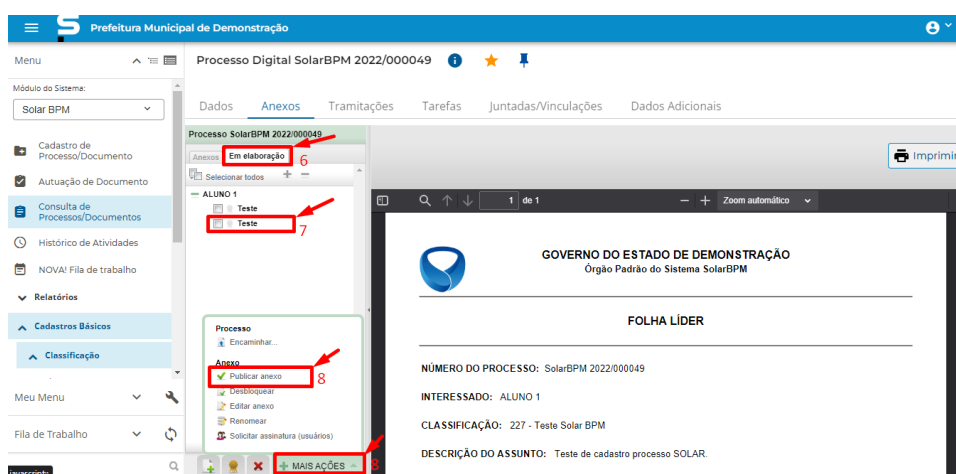 Prefeitura Municipal de Demonstração
Menu
Processo Digital SolarBPM 2022/000049
Módulo do Sistema:
Solar BPM
Dados Anexos Tramitações Tarefas Juntadas/Vinculações Dados Adicionais
Cadastro de
Processo/Documento
Autuação de Documento
Consulta de
Processos/Documentos
Histórico de Atividades
NOVA! Fila de trabalho
Relatórios
Cadastros Básicos
Classificação
Meu Menu
Fila de Trabalho
Processo SolarBPM 2022/000049
Anexos Em elaboração
6
Selecionar todos
ALUNO 1
Teste
Teste
7
Processo
Encaminhar...
Anexo
Publicar anexo
8
Desbloquear
Editar anexo
Renomear
Solicitar assinatura (usuários)
MAIS AÇÕES
8
Imprimir
1 de 1 Zoom automático
GOVERNO DO ESTADO DE DEMONSTRAÇÃO
Órgão Padrão do Sistema SolarBPM
FOLHA LÍDER
NÚMERO DO PROCESSO: SolarBPM 2022/000049
INTERESSADO: ALUNO 1
CLASSIFICAÇÃO: 227 - Teste Solar BPM
DESCRIÇÃO DO ASSUNTO: Teste de cadastro processo SOLAR.